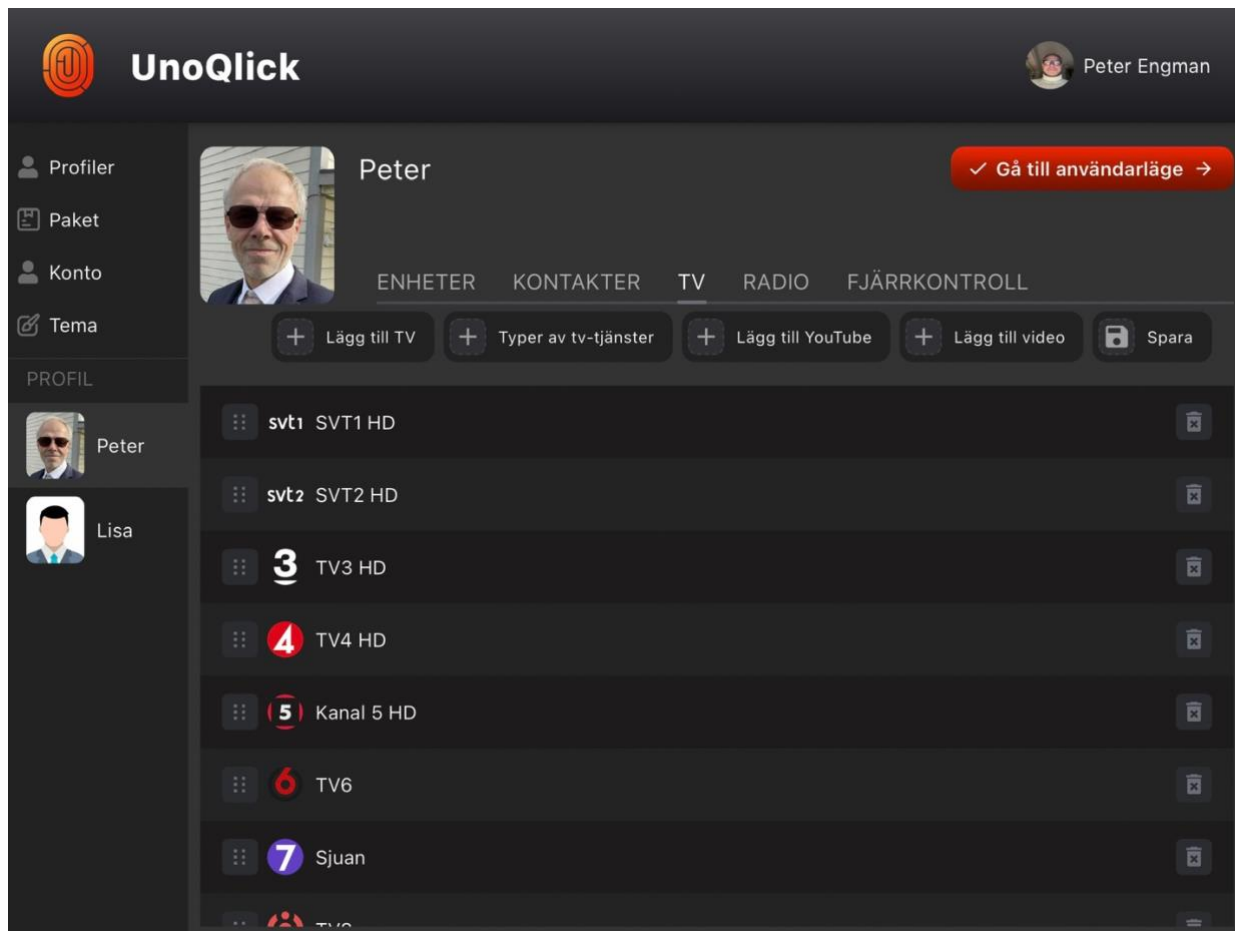 UnoQlick
Peter Engman
Profiler
Paket
Konto
Tema
PROFIL
Peter
Lisa
Peter
✓ Gå till användarläge →
ENHETER KONTAKTER TV RADIO FJÄRRKONTROLL
+ Lägg till TV + Typer av tv-tjänster + Lägg till YouTube + Lägg till video Spara
svt1 SVT1 HD
svt2 SVT2 HD
3 TV3 HD
4 TV4 HD
5 Kanal 5 HD
6 TV6
7 Sjuan